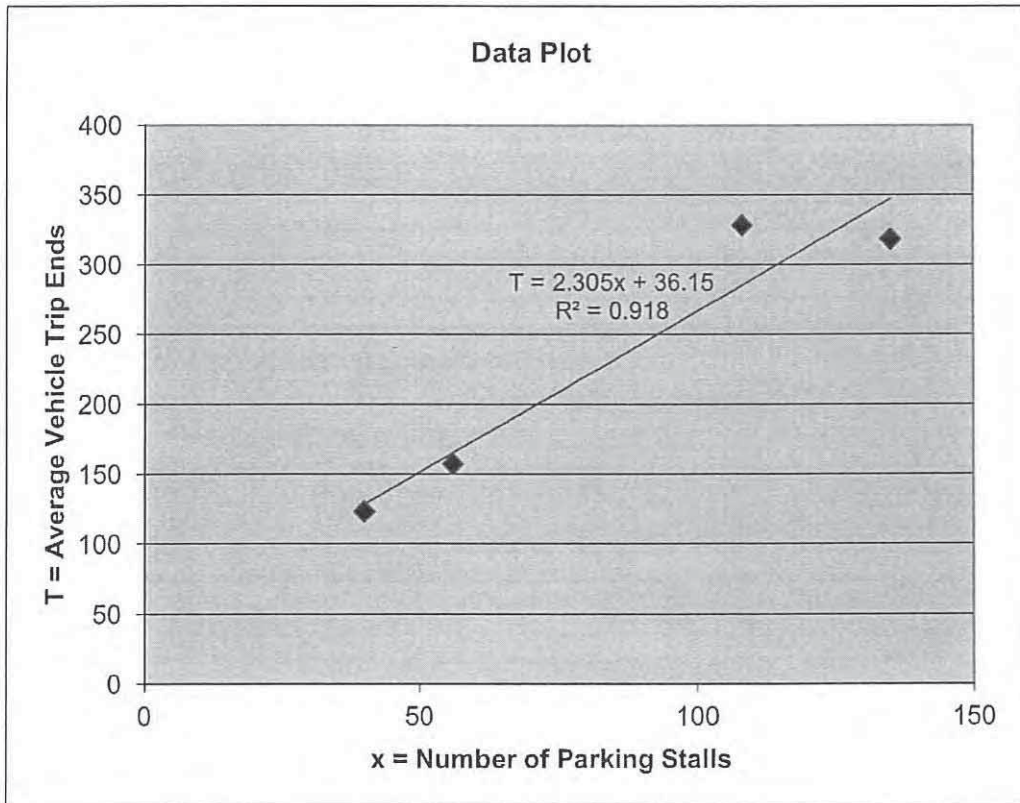 Data Plot
T = Average Vehicle Trip Ends
400
350
300
250
200
150
100
50
0
T = 2.305x + 36.15
R² = 0.918
0
50
100
150
x = Number of Parking Stalls